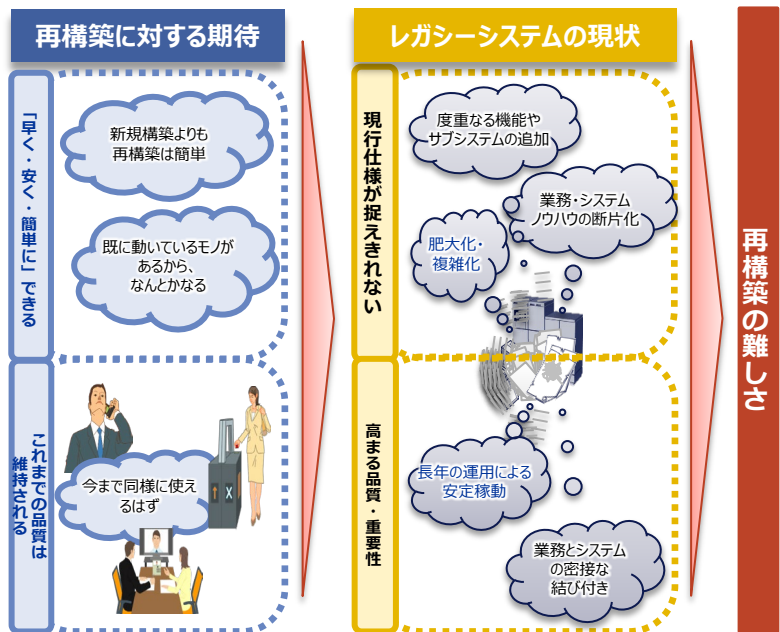 再構築に対する期待
「早く・安く・簡単に」できる
新規構築よりも
再構築は簡単
既に動いているモノが
あるから、
なんとかなる
これまでの品質は
維持される
今まで同様に使え
るはず
レガシーシステムの現状
現行仕様が捉えきれない
度重なる機能や
サブシステムの追加
業務・システム
ノウハウの断片化
肥大化・
複雑化
高まる品質・重要性
長年の運用による
安定稼動
業務とシステム
の密接な
結び付き
再構築の難しさ